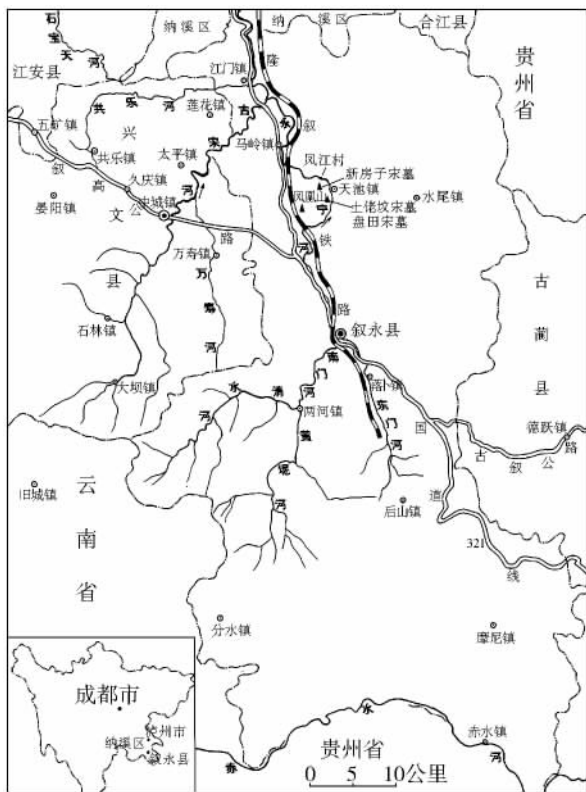 石宝天河
纳溪区
纳溪区
合江县
贵州省
江安县
江门镇
隆
叙
铁
路
共乐河
莲花镇
古宋河
永
宁
河
五矿镇
兴
文
县
马岭镇
凤江村
新房子宋墓
天池镇
凤凰山
土佬坟宋墓
盘田宋墓
水尾镇
共乐镇
太平镇
叙
高
公
路
久庆镇
晏阳镇
中城镇
万寿镇
万寿河
古
蔺
县
叙永县
石林镇
大坝镇
南门河
东门河
水潦河
两河镇
黄坭河
国
道
321
线
古叙公路
德跃镇
云南省
旧城镇
后山镇
分水镇
摩尼镇
成都市
泸州市
纳溪区
叙永县
赤水河
赤水镇
贵州省
0 5 10公里